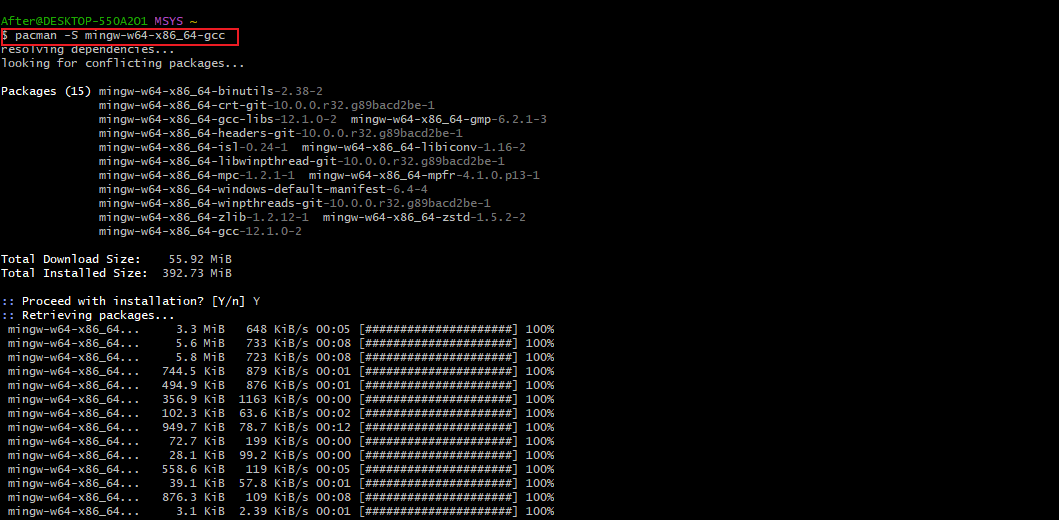 After@DESKTOP-550A2O1 MSYS ~
$ pacman -S mingw-w64-x86_64-gcc
resolving dependencies...
looking for conflicting packages...
Packages (15) mingw-w64-x86_64-binutils-2.38-2
mingw-w64-x86_64-crt-git-10.0.0.r32.g89bacd2be-1
mingw-w64-x86_64-gcc-libs-12.1.0-2 mingw-w64-x86_64-gmp-6.2.1-3
mingw-w64-x86_64-headers-git-10.0.0.r32.g89bacd2be-1
mingw-w64-x86_64-isl-0.24-1 mingw-w64-x86_64-libiconv-1.16-2
mingw-w64-x86_64-libwinpthread-git-10.0.0.r32.g89bacd2be-1
mingw-w64-x86_64-mpc-1.2.1-1 mingw-w64-x86_64-mpfr-4.1.0.p13-1
mingw-w64-x86_64-windows-default-manifest-6.4-4
mingw-w64-x86_64-winpthreads-git-10.0.0.r32.g89bacd2be-1
mingw-w64-x86_64-zlib-1.2.12-1 mingw-w64-x86_64-zstd-1.5.2-2
mingw-w64-x86_64-gcc-12.1.0-2
Total Download Size: 55.92 MiB
Total Installed Size: 392.73 MiB
:: Proceed with installation? [Y/n] Y
:: Retrieving packages...
mingw-w64-x86_64... 3.3 MiB 648 KiB/s 00:05 [#####################] 100%
mingw-w64-x86_64... 5.6 MiB 733 KiB/s 00:08 [#####################] 100%
mingw-w64-x86_64... 5.8 MiB 723 KiB/s 00:08 [#####################] 100%
mingw-w64-x86_64... 744.5 KiB 879 KiB/s 00:01 [#####################] 100%
mingw-w64-x86_64... 494.9 KiB 876 KiB/s 00:01 [#####################] 100%
mingw-w64-x86_64... 356.9 KiB 1163 KiB/s 00:00 [#####################] 100%
mingw-w64-x86_64... 102.3 KiB 63.6 KiB/s 00:02 [#####################] 100%
mingw-w64-x86_64... 949.7 KiB 78.7 KiB/s 00:12 [#####################] 100%
mingw-w64-x86_64... 72.7 KiB 199 KiB/s 00:00 [#####################] 100%
mingw-w64-x86_64... 28.1 KiB 99.2 KiB/s 00:00 [#####################] 100%
mingw-w64-x86_64... 558.6 KiB 119 KiB/s 00:05 [#####################] 100%
mingw-w64-x86_64... 39.1 KiB 57.8 KiB/s 00:01 [#####################] 100%
mingw-w64-x86_64... 876.3 KiB 109 KiB/s 00:08 [#####################] 100%
mingw-w64-x86_64... 3.1 KiB 2.39 KiB/s 00:01 [#####################] 100%